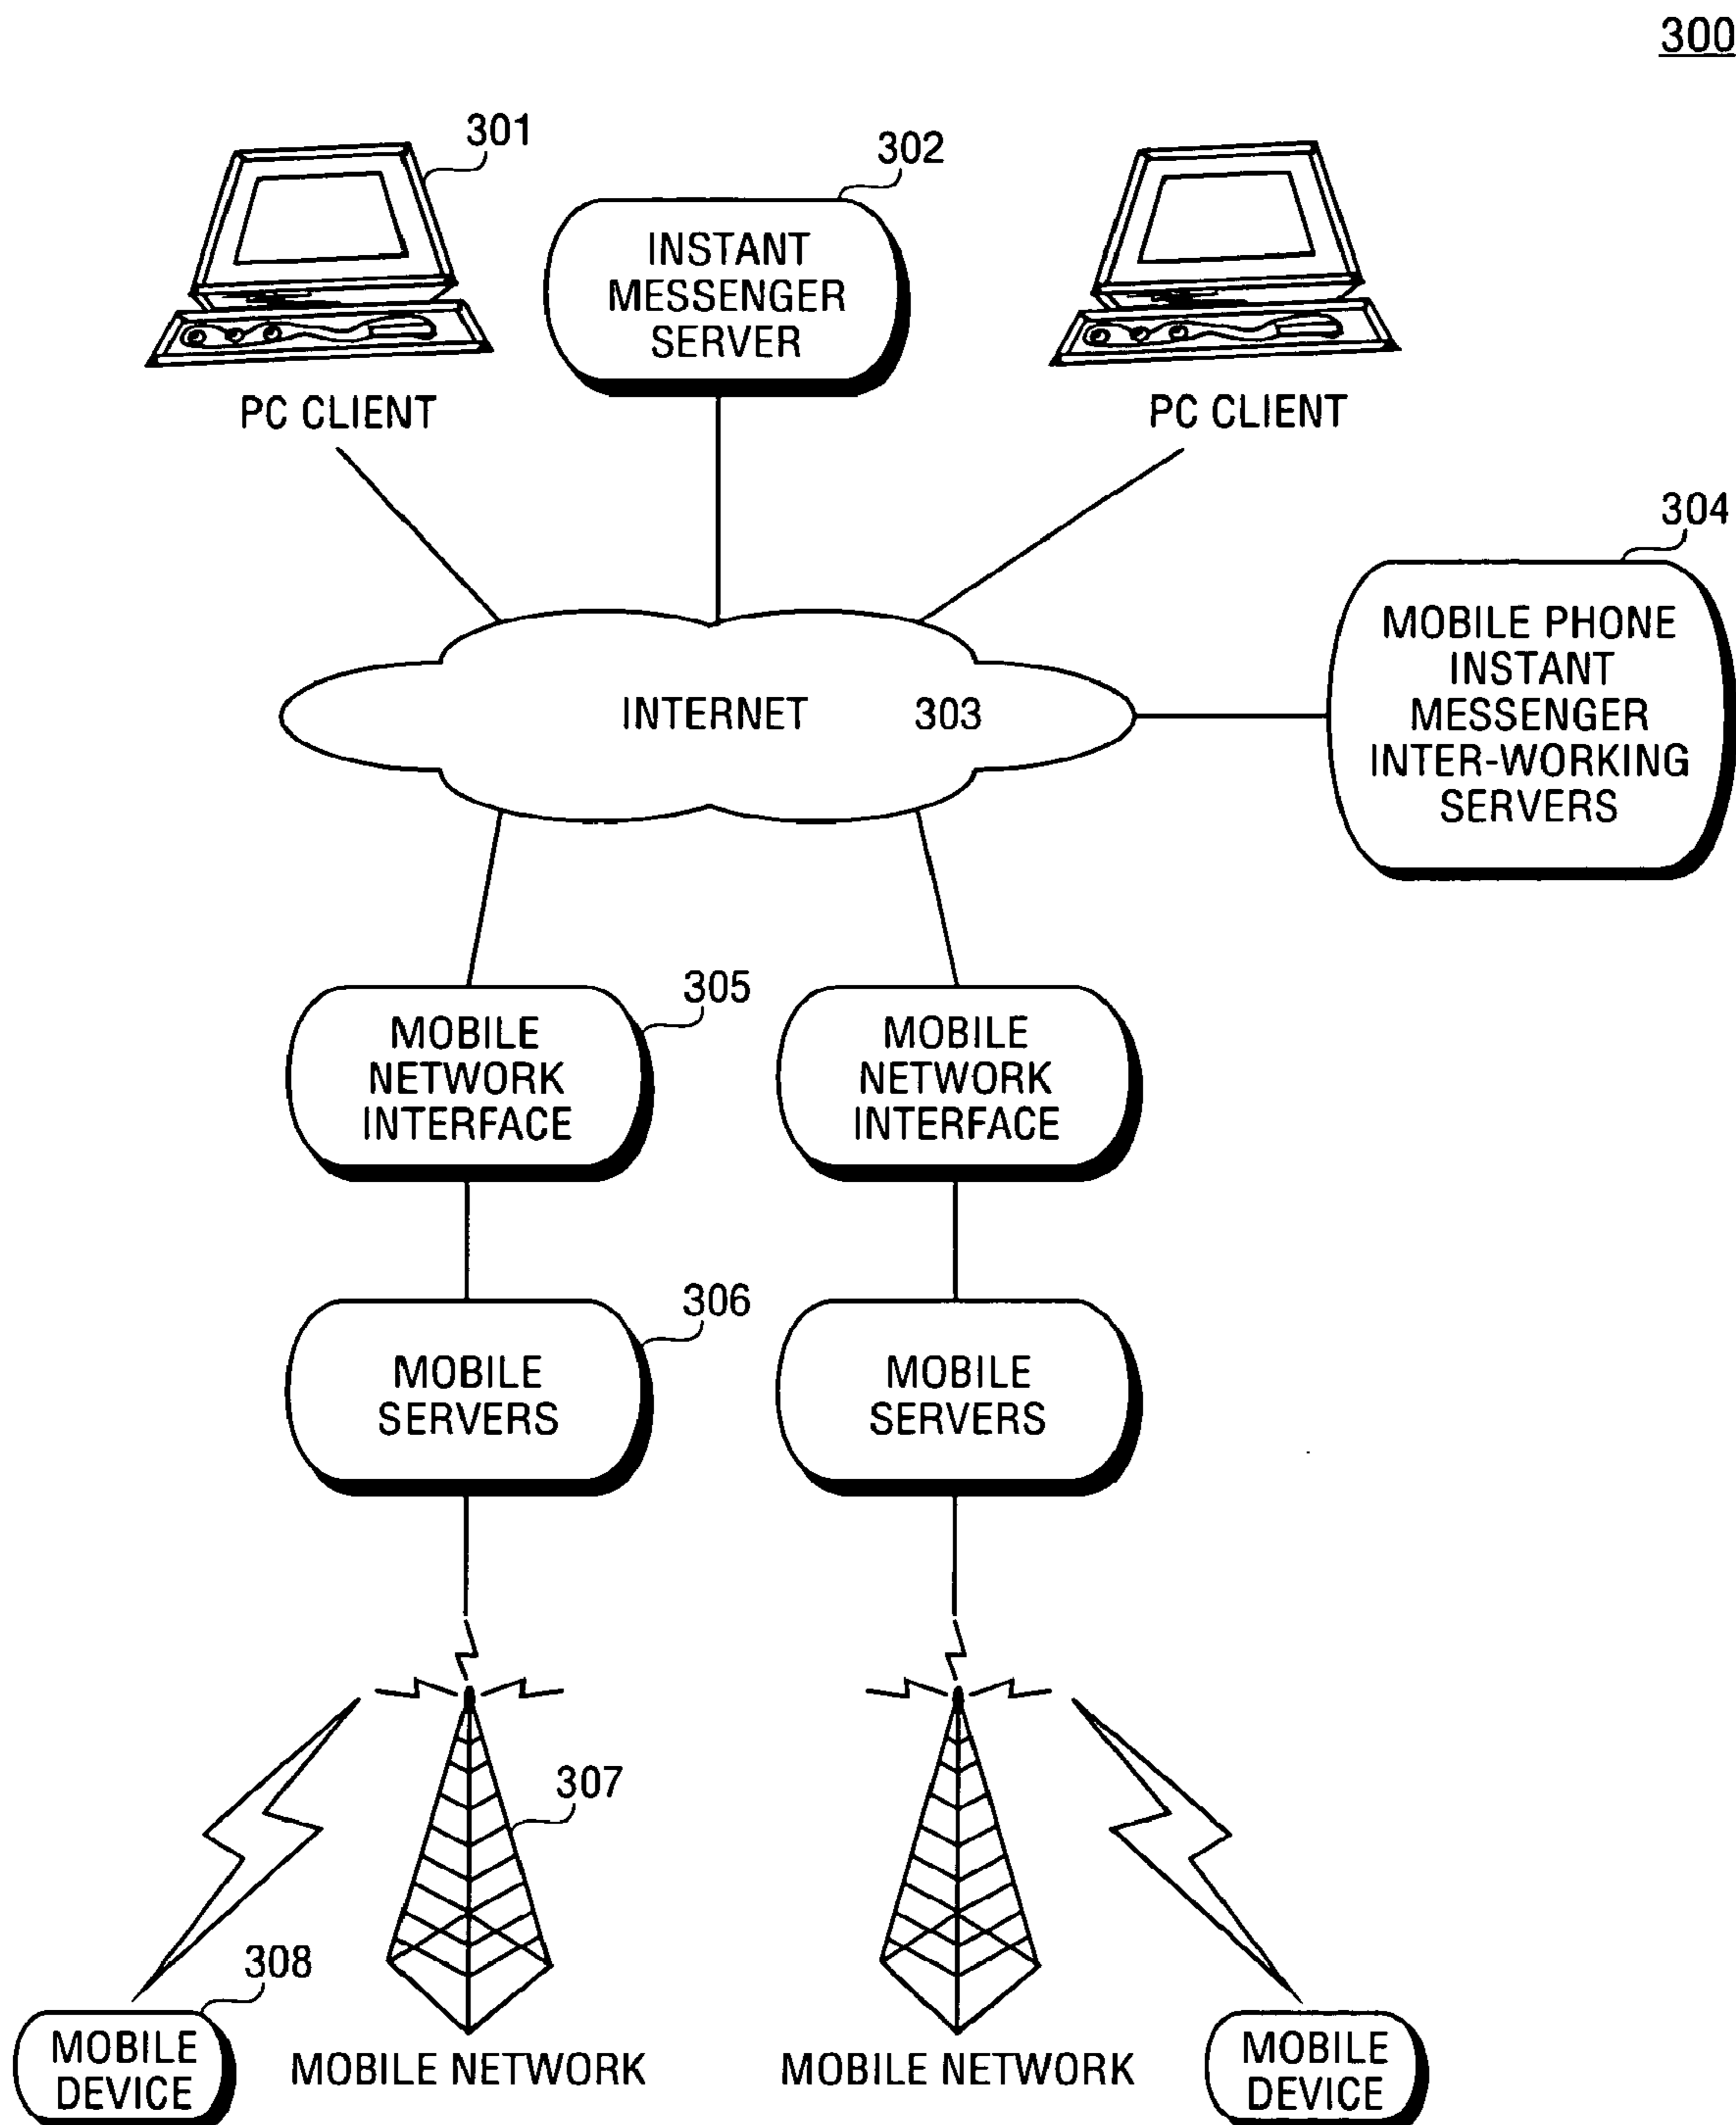 300
301
302
INSTANT
MESSENGER
SERVER
PC CLIENT
PC CLIENT
304
MOBILE PHONE
INSTANT
MESSENGER
INTER-WORKING
SERVERS
INTERNET 303
305
MOBILE
NETWORK
INTERFACE
MOBILE
NETWORK
INTERFACE
306
MOBILE
SERVERS
MOBILE
SERVERS
307
308
MOBILE
DEVICE
MOBILE NETWORK
MOBILE NETWORK
MOBILE
DEVICE